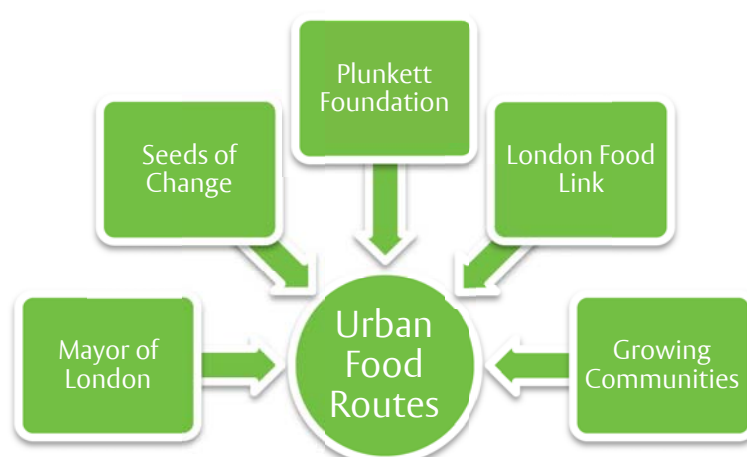 Plunkett
Foundation
Seeds of
Change
London Food
Link
Mayor of
London
Urban
Food
Routes
Growing
Communities